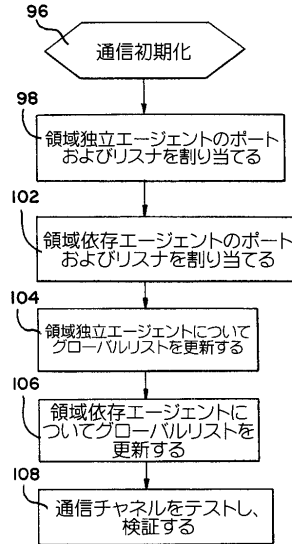 96
通信初期化
98
領域独立エージェントのポート
およびリスナを割り当てる
102
領域依存エージェントのポート
およびリスナを割り当てる
104
領域独立エージェントについて
グローバルリストを更新する
106
領域依存エージェントに
ついてグローバルリストを
更新する
108
通信チャネルをテストし、
検証する